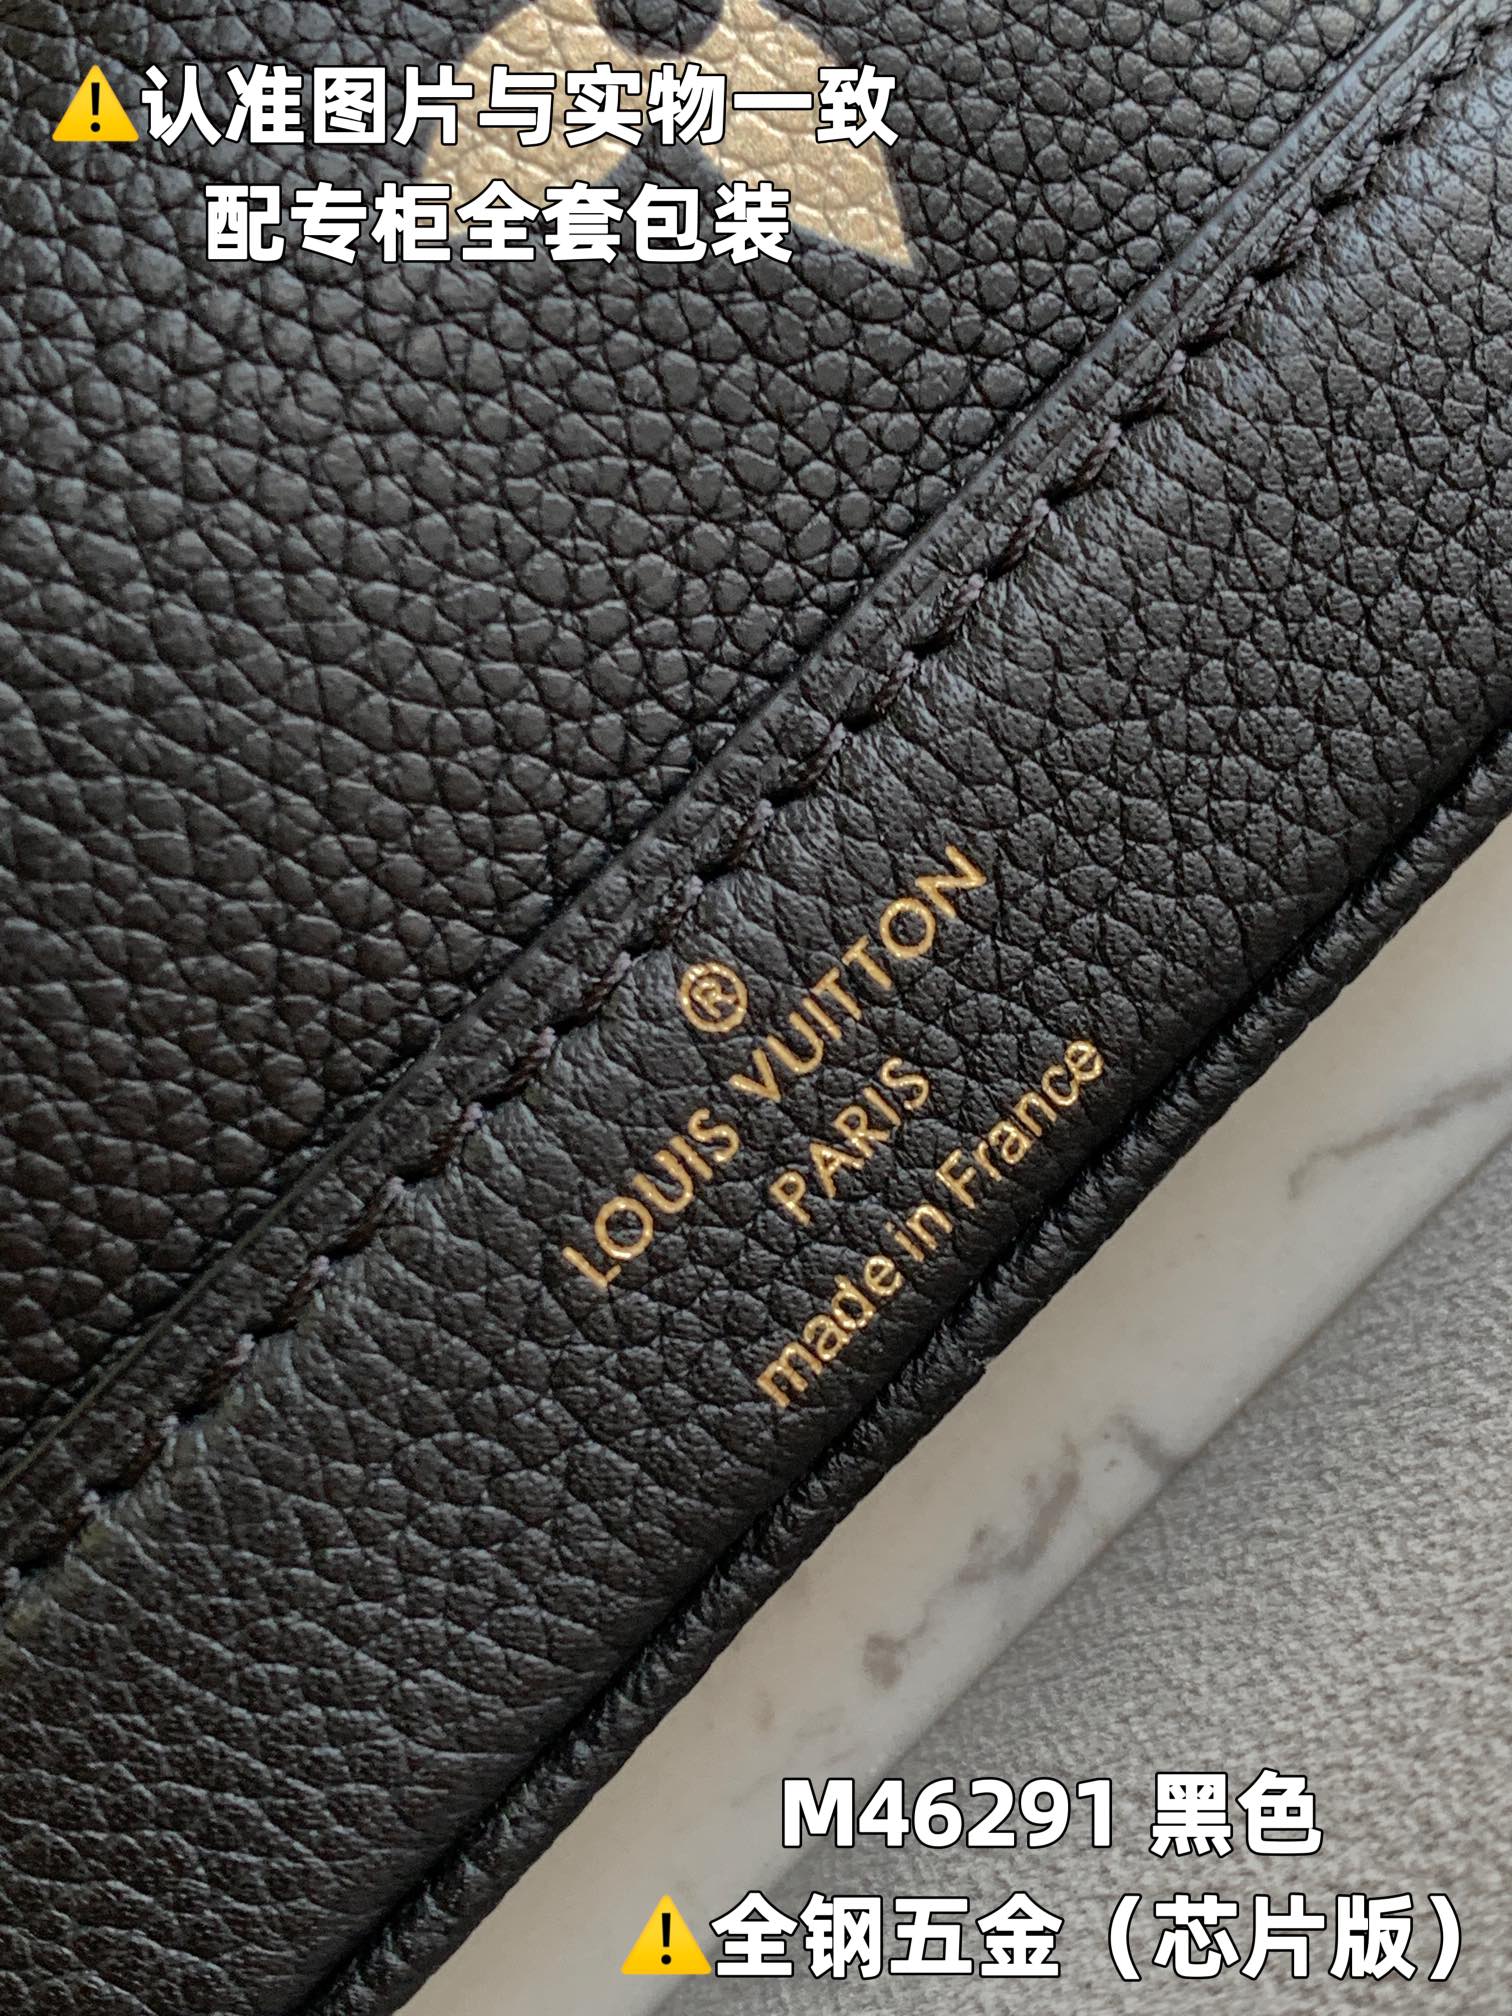 ⚠️认准图片与实物一致
配专柜全套包装
®
LOUIS VUITTON
PARIS
made in France
M46291 黑色
⚠️全钢五金（芯片版）